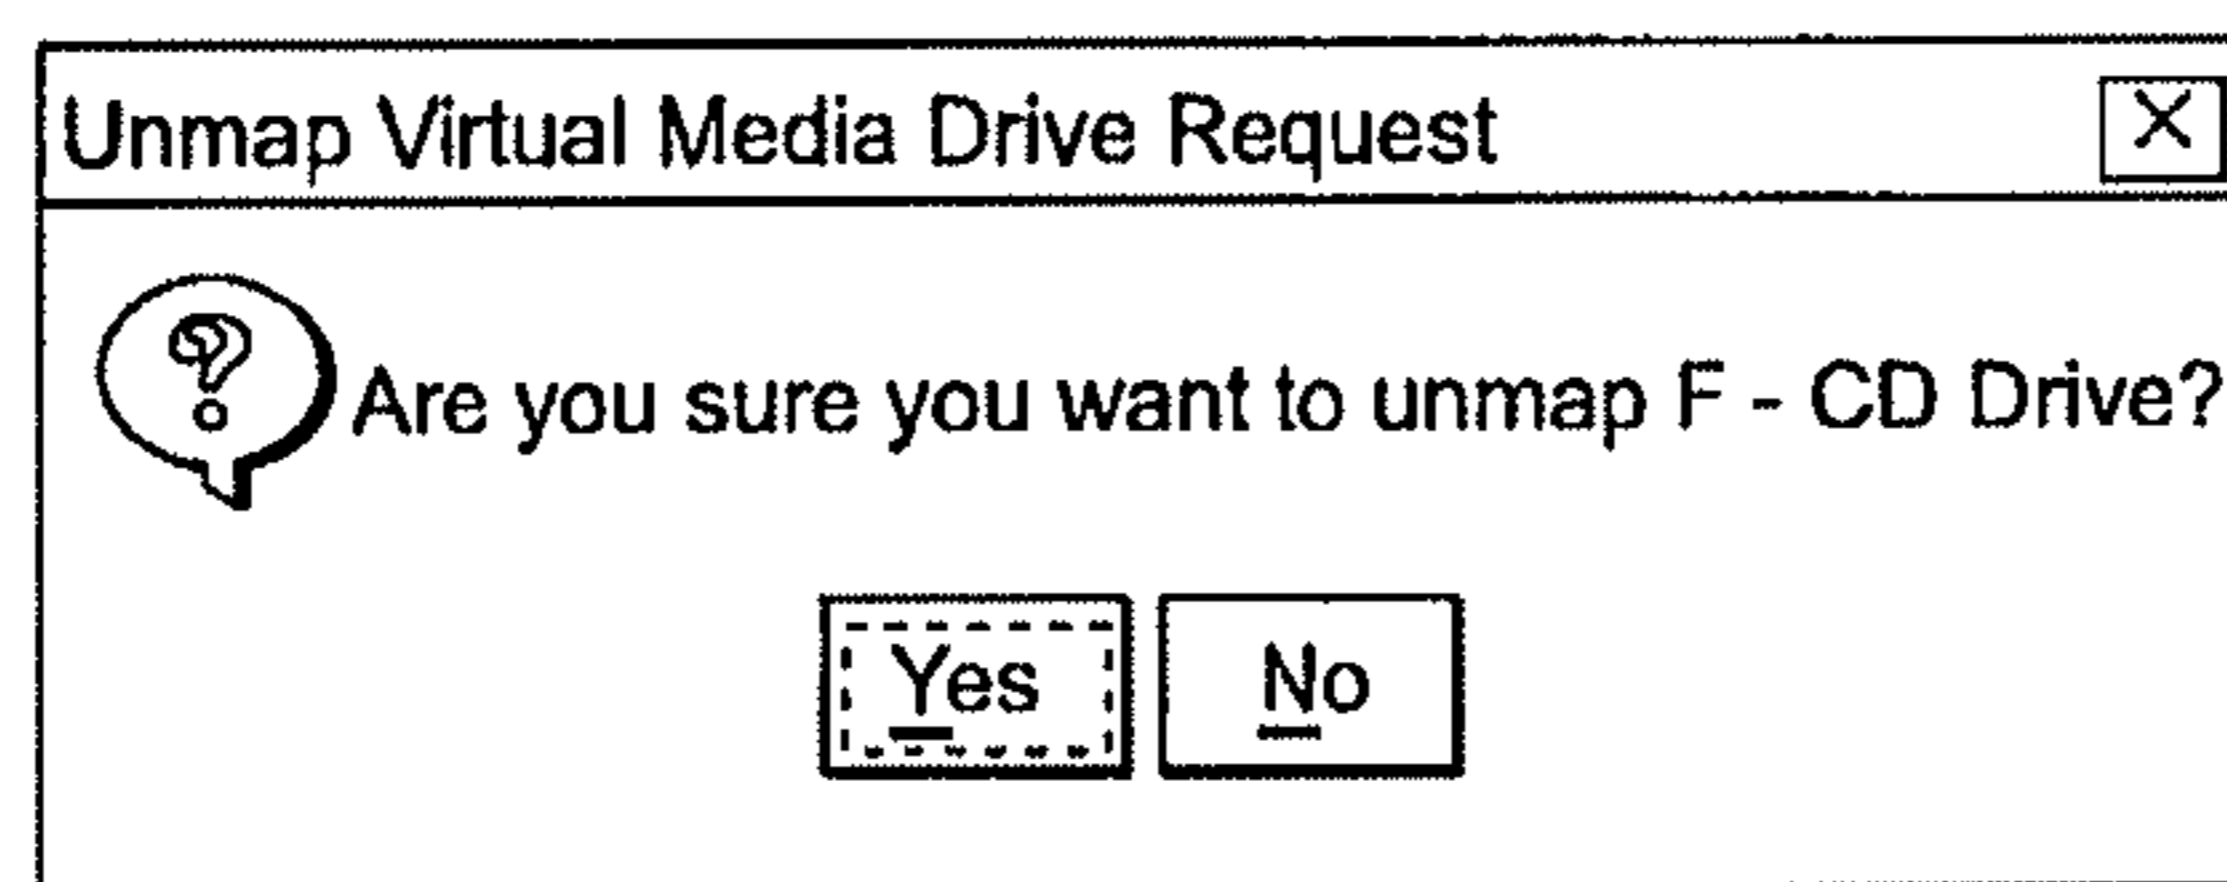 Unmap Virtual Media Drive Request X
? Are you sure you want to unmap F - CD Drive?
Yes No